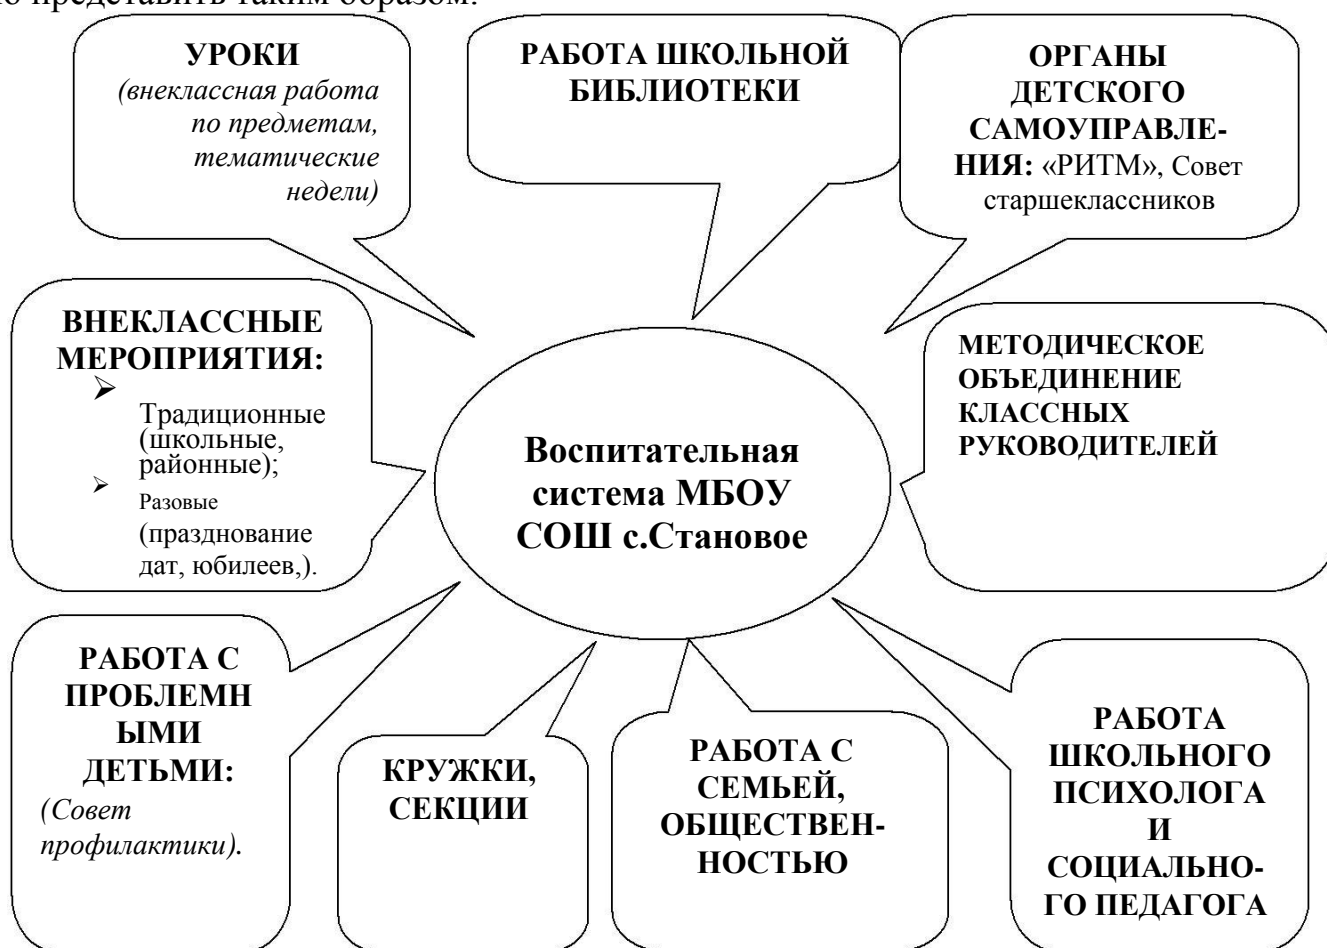 представить таким образом:
УРОКИ
(внеклассная работа
по предметам,
тематические
недели)
РАБОТА ШКОЛЬНОЙ
БИБЛИОТЕКИ
ОРГАНЫ
ДЕТСКОГО
САМОУПРАВЛЕ-
НИЯ: «РИТМ», Совет
старшеклассников
ВНЕКЛАССНЫЕ
МЕРОПРИЯТИЯ:
➢
Традиционные
(школьные,
районные);
➢ Разовые
(празднование
дат, юбилеев,).
Воспитательная
система МБОУ
СОШ с.Становое
МЕТОДИЧЕСКОЕ
ОБЪЕДИНЕНИЕ
КЛАССНЫХ
РУКОВОДИТЕЛЕЙ
РАБОТА С
ПРОБЛЕМН
ЫМИ
ДЕТЬМИ:
(Совет
профилактики).
КРУЖКИ,
СЕКЦИИ
РАБОТА С
СЕМЬЕЙ,
ОБЩЕСТВЕН-
НОСТЬЮ
РАБОТА
ШКОЛЬНОГО
ПСИХОЛОГА
И
СОЦИАЛЬНО-
ГО ПЕДАГОГА